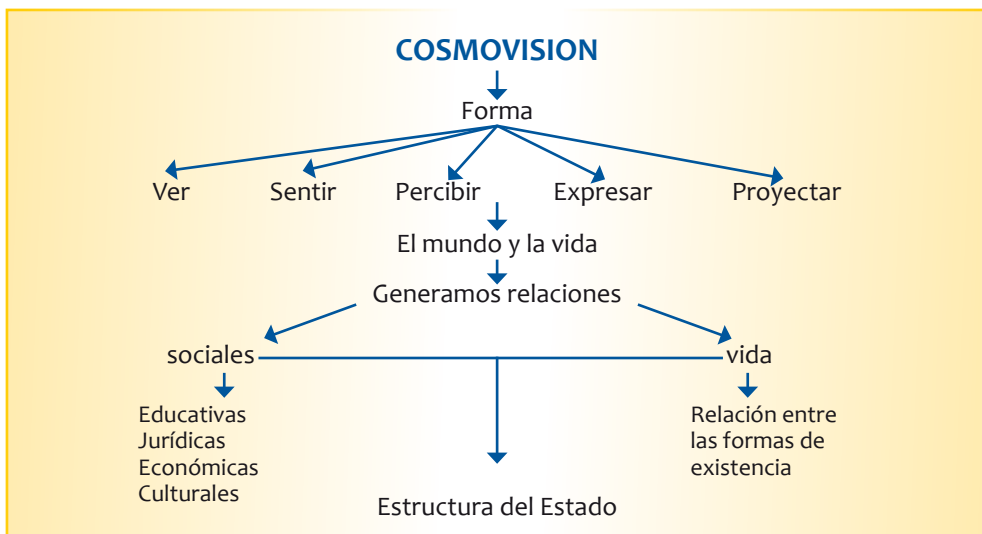 COSMOVISION
Forma
Ver Sentir Percibir Expresar Proyectar
El mundo y la vida
Generamos relaciones
sociales vida
Educativas
Jurídicas
Económicas
Culturales
Relación entre
las formas de
existencia
Estructura del Estado